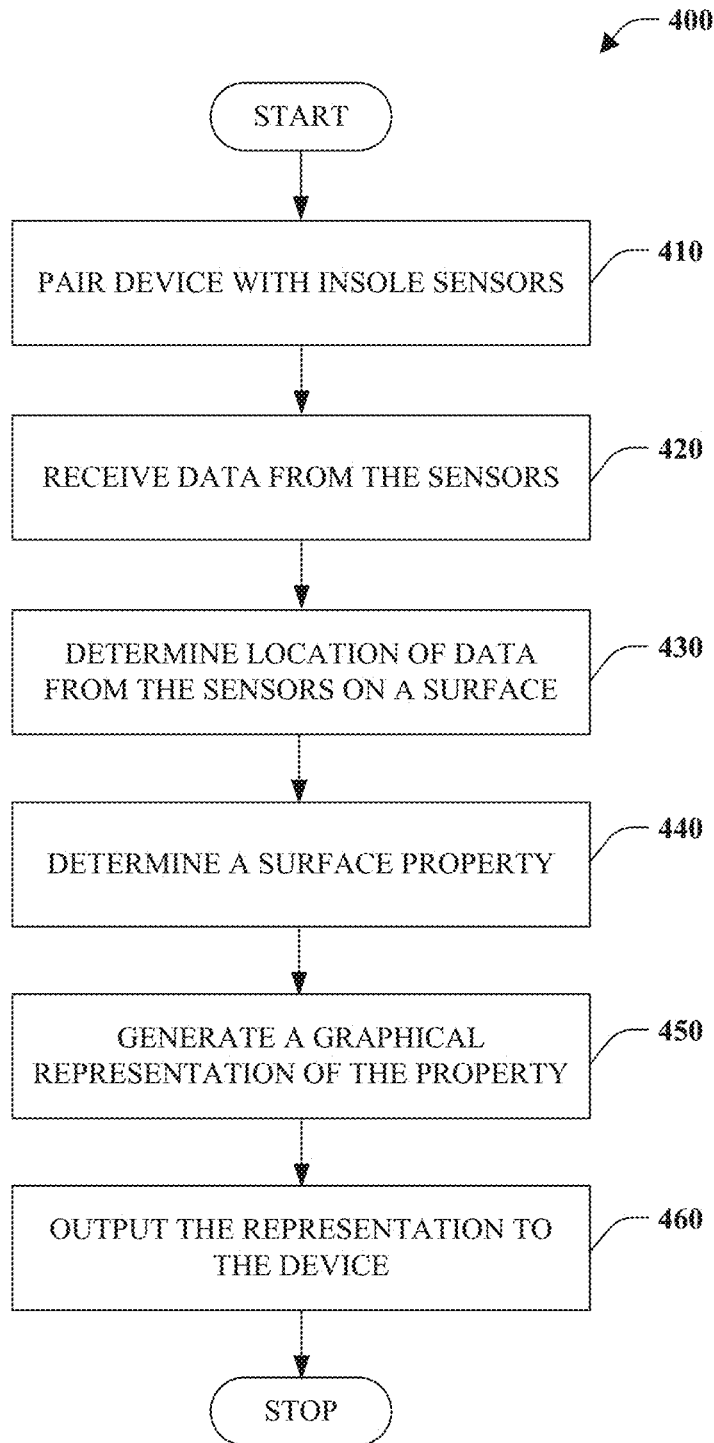 400
START
PAIR DEVICE WITH INSOLE SENSORS
410
RECEIVE DATA FROM THE SENSORS
420
DETERMINE LOCATION OF DATA
FROM THE SENSORS ON A SURFACE
430
DETERMINE A SURFACE PROPERTY
440
GENERATE A GRAPHICAL
REPRESENTATION OF THE PROPERTY
450
OUTPUT THE REPRESENTATION TO
THE DEVICE
460
STOP